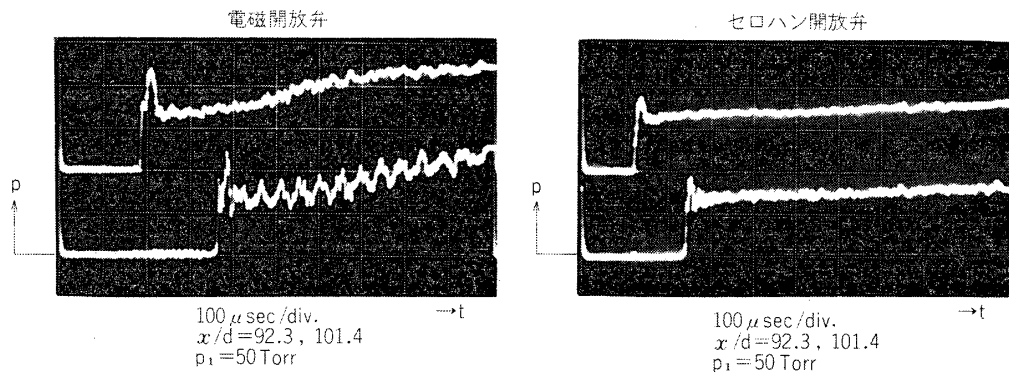 電磁開放弁
p
→t
100 μ sec/div.
x/d=92.3, 101.4
p₁=50 Torr
セロハン開放弁
p
→t
100 μ sec/div.
x/d=92.3, 101.4
p₁=50 Torr